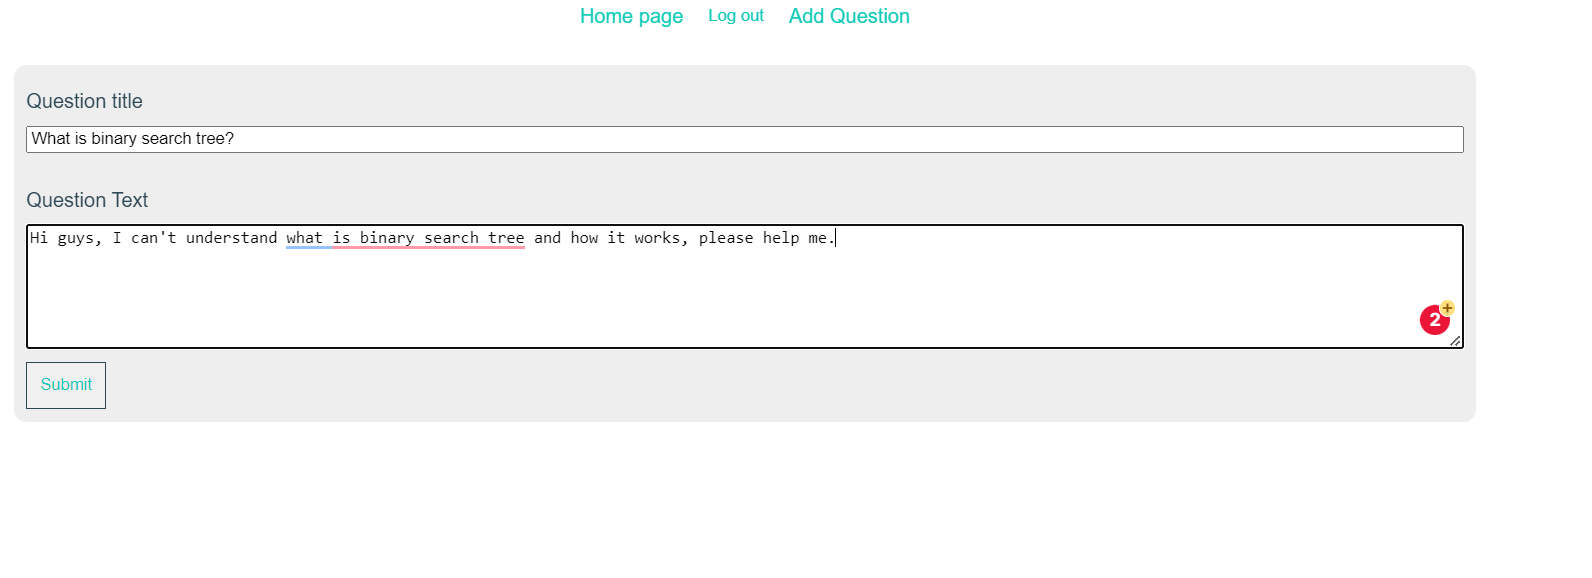 Home page Log out Add Question
Question title
What is binary search tree?
Question Text
Hi guys, I can't understand what is binary search tree and how it works, please help me.
2+
Submit